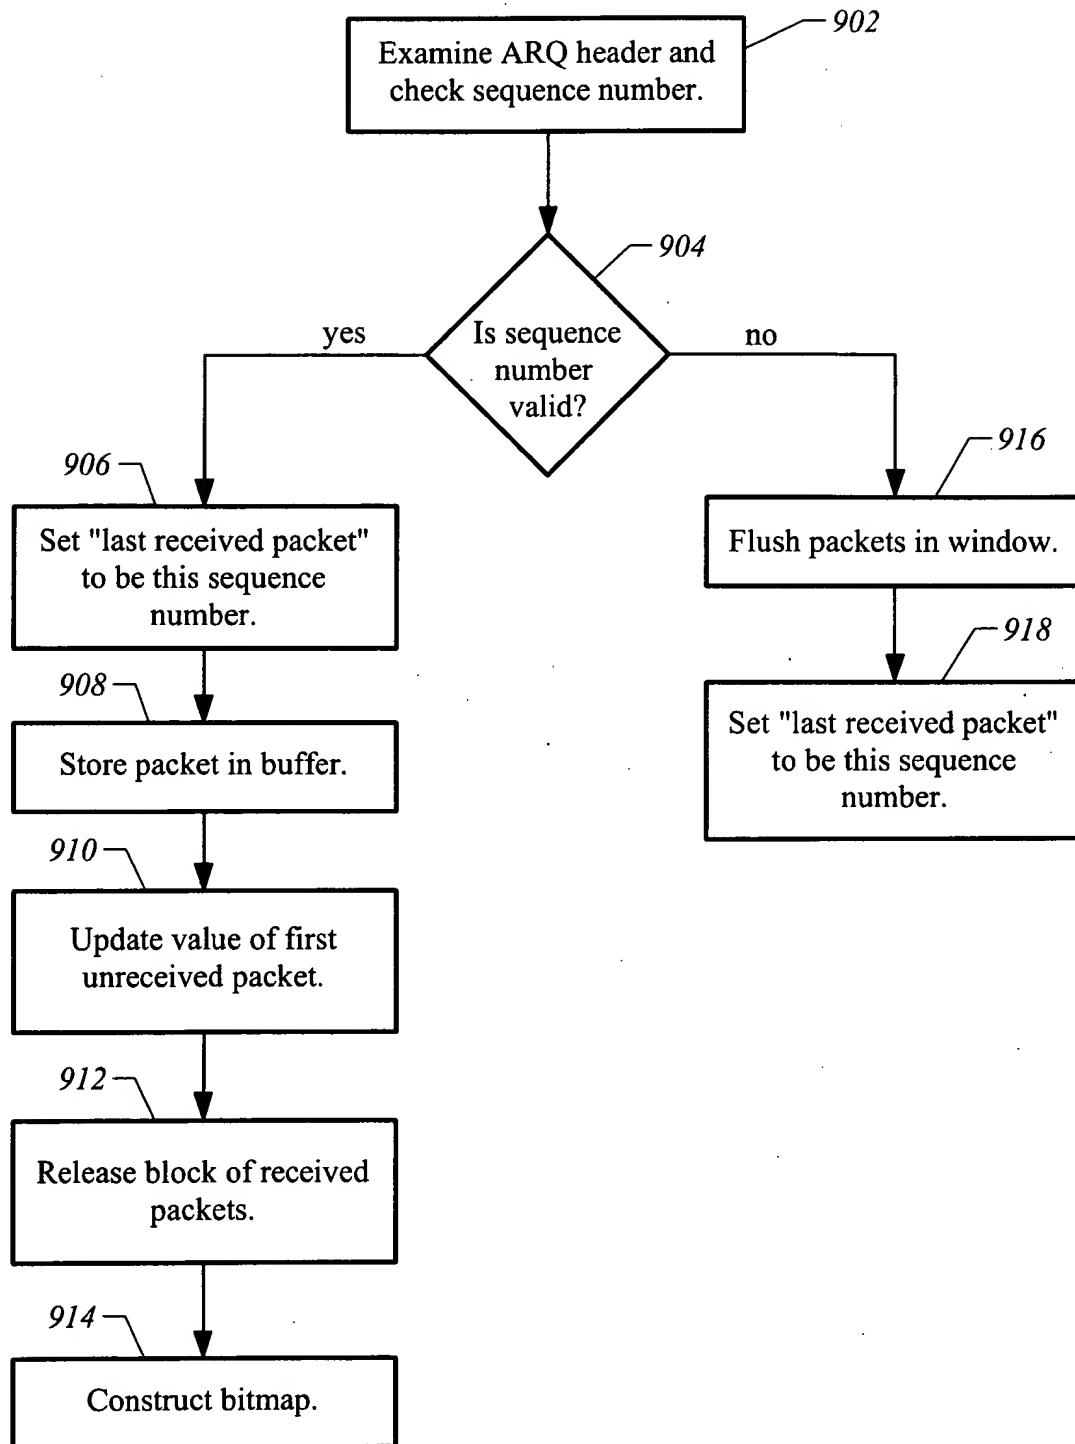 902
Examine ARQ header and
check sequence number.
904
Is sequence
number
valid?
yes
no
906
Set "last received packet"
to be this sequence
number.
908
Store packet in buffer.
910
Update value of first
unreceived packet.
912
Release block of received
packets.
914
Construct bitmap.
916
Flush packets in window.
918
Set "last received packet"
to be this sequence
number.